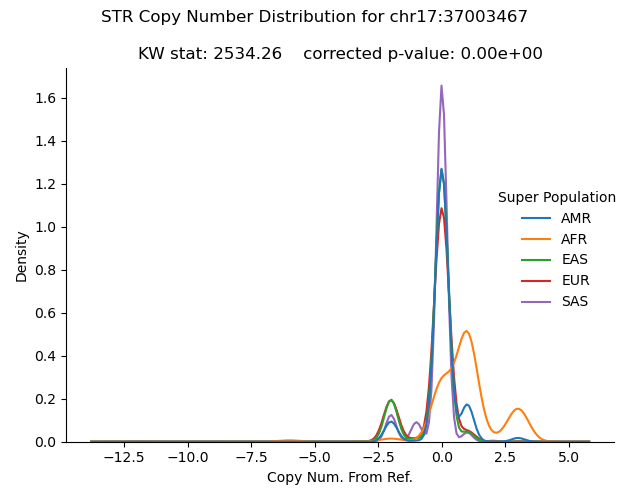 STR Copy Number Distribution for chr17:37003467
KW stat: 2534.26    corrected p-value: 0.00e+00
1.6
1.4
1.2
1.0
0.8
0.6
0.4
0.2
0.0
Density
Super Population
AMR
AFR
EAS
EUR
SAS
−12.5 −10.0 −7.5 −5.0 −2.5 0.0 2.5 5.0
Copy Num. From Ref.